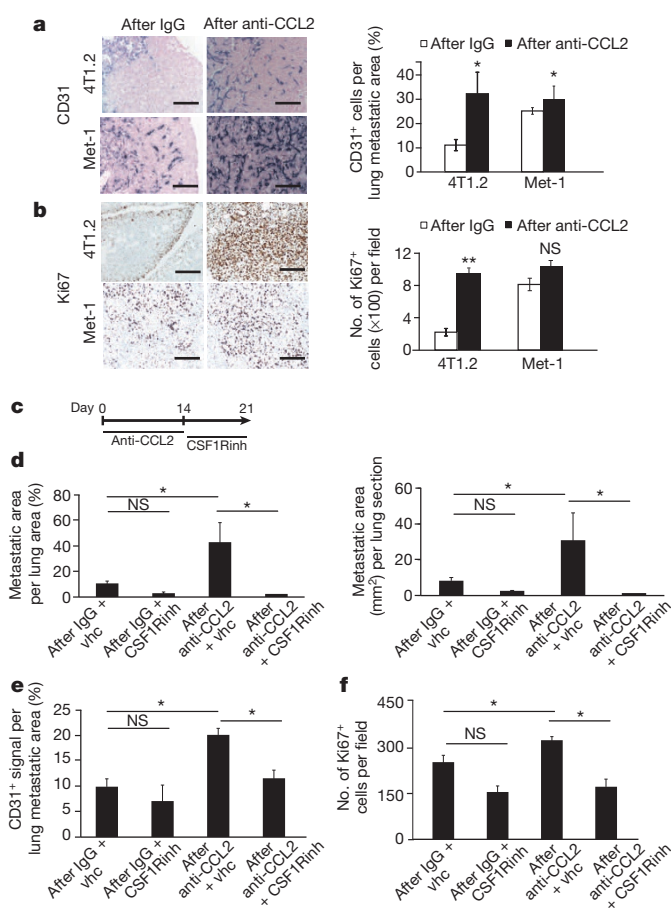 a
After IgG
After anti-CCL2
CD31
4T1.2
Met-1
□ After IgG ■ After anti-CCL2
CD31⁺ cells per
lung metastatic area (%)
40
30
20
10
0
*
*
4T1.2
Met-1
b
Ki67
4T1.2
Met-1
□ After IgG ■ After anti-CCL2
No. of Ki67⁺
cells (×100) per field
12
8
4
0
**
NS
4T1.2
Met-1
c
Day 0 14 21
Anti-CCL2
CSF1Rinh
d
Metastatic area
per lung area (%)
80
60
40
20
0
*
NS
*
After IgG +
vhc
After IgG +
CSF1Rinh
After
anti-CCL2
+ vhc
After
anti-CCL2
+ CSF1Rinh
Metastatic area
(mm²) per lung section
60
40
20
0
*
NS
*
After IgG +
vhc
After IgG +
CSF1Rinh
After
anti-CCL2
+ vhc
After
anti-CCL2
+ CSF1Rinh
e
CD31⁺ signal per
lung metastatic area (%)
25
20
15
10
5
0
*
NS
*
After IgG +
vhc
After IgG +
CSF1Rinh
After
anti-CCL2
+ vhc
After
anti-CCL2
+ CSF1Rinh
f
No. of Ki67⁺
cells per field
450
300
150
0
*
NS
*
After IgG +
vhc
After IgG +
CSF1Rinh
After
anti-CCL2
+ vhc
After
anti-CCL2
+ CSF1Rinh